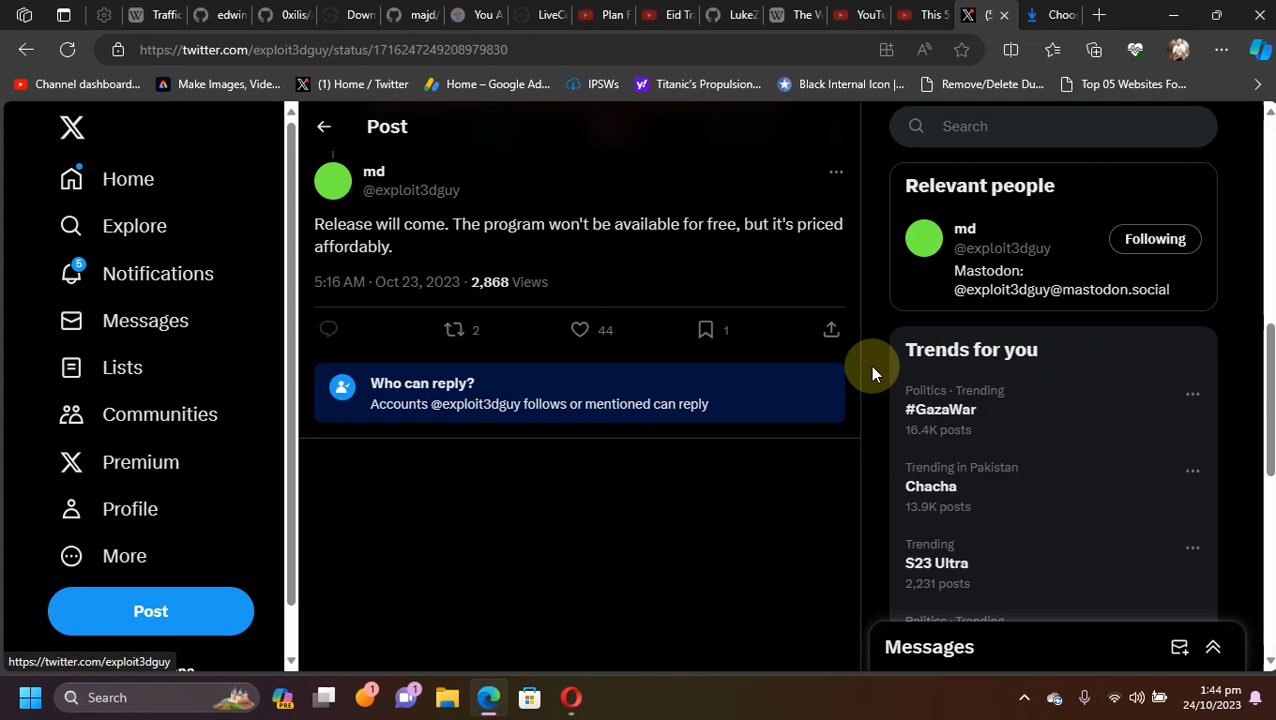 Traffic
edwin
0xilis/
Down
majd/
You A
LiveCo
Plan F
Eid Tra
LukeZ
The W
YouTu
This 5
(5
Choo
https://twitter.com/exploit3dguy/status/1716247249208979830
Channel dashboard...
Make Images, Vide...
(1) Home / Twitter
Home – Google Ad...
IPSWs
Titanic's Propulsion...
Black Internal Icon |...
Remove/Delete Du...
Top 05 Websites Fo...
Home
Explore
5
Notifications
Messages
Lists
Communities
Premium
Profile
More
Post
https://twitter.com/exploit3dguy
Post
md
@exploit3dguy
Release will come. The program won't be available for free, but it's priced
affordably.
5:16 AM · Oct 23, 2023 · 2,868 Views
2
44
1
Who can reply?
Accounts @exploit3dguy follows or mentioned can reply
Search
Relevant people
md
@exploit3dguy
Following
Mastodon:
@exploit3dguy@mastodon.social
Trends for you
Politics · Trending
#GazaWar
16.4K posts
Trending in Pakistan
Chacha
13.9K posts
Trending
S23 Ultra
2,231 posts
Messages
Search
PRE
1
1
1:44 pm
24/10/2023